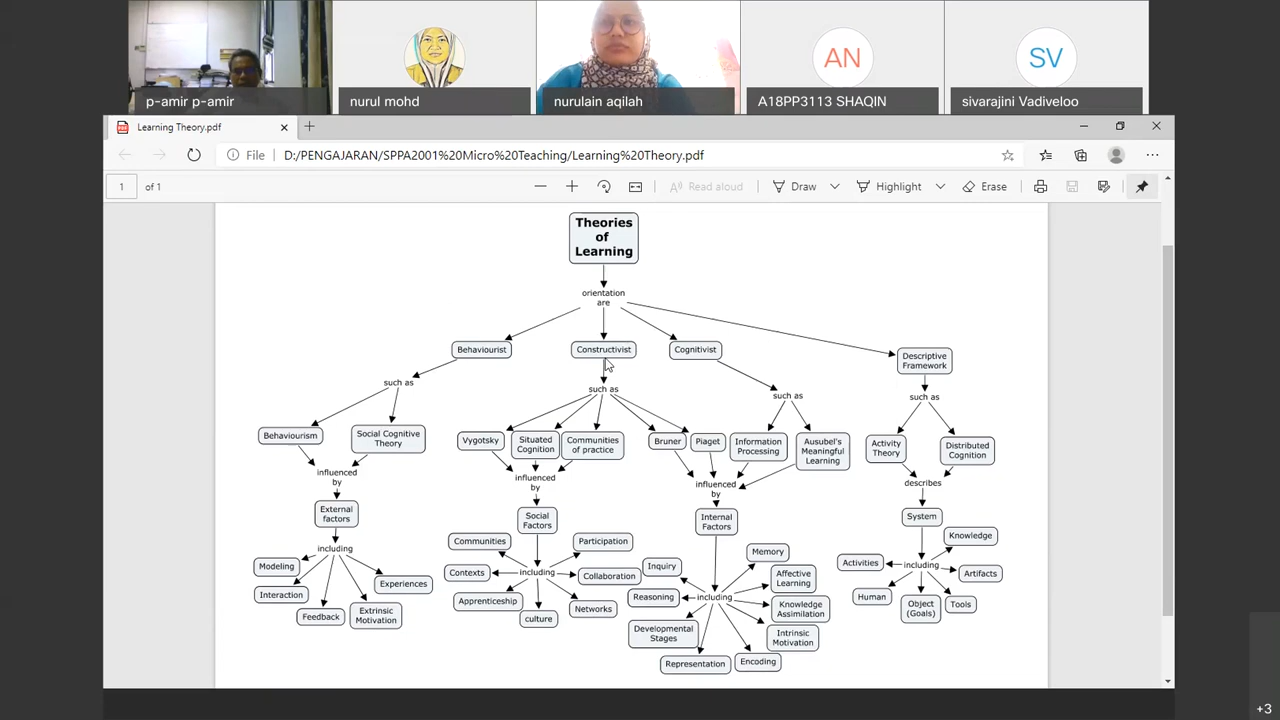 p-amir p-amir
nurul mohd
nurulain aqilah
AN
A18PP3113 SHAQIN
SV
sivarajini Vadiveloo
Learning Theory.pdf
File
D:/PENGAJARAN/SPPA2001%20Micro%20Teaching/Learning%20Theory.pdf
1
of 1
Read aloud
Draw
Highlight
Erase
Theories
of
Learning
orientation
are
Behaviourist
Constructivist
Cognitivist
Descriptive
Framework
such as
such as
such as
such as
Behaviourism
Social Cognitive
Theory
Vygotsky
Situated
Cognition
Communities
of practice
Bruner
Piaget
Information
Processing
Ausubel's
Meaningful
Learning
Activity
Theory
Distributed
Cognition
influenced
by
influenced
by
influenced
by
describes
External
factors
Social
Factors
Internal
Factors
System
including
Modeling
Interaction
Feedback
Extrinsic
Motivation
Experiences
Communities
Participation
Contexts
including
Collaboration
Apprenticeship
culture
Networks
Inquiry
Memory
Reasoning
including
Affective
Learning
Knowledge
Assimilation
Developmental
Stages
Intrinsic
Motivation
Representation
Encoding
Knowledge
Activities
including
Artifacts
Human
Object
(Goals)
Tools
+3